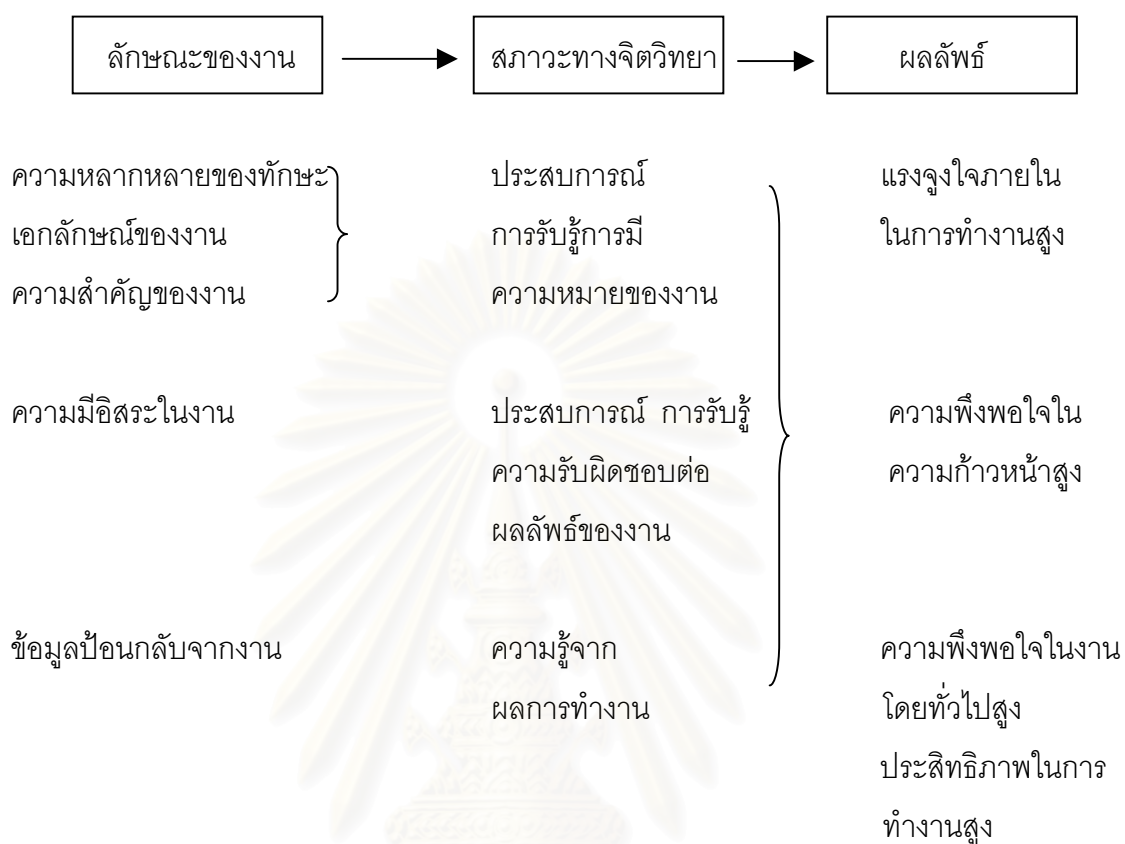 ลักษณะของงาน
สภาวะทางจิตวิทยา
ผลลัพธ์
ความหลากหลายของทักษะ
เอกลักษณ์ของงาน
ความสำคัญของงาน
ประสบการณ์
การรับรู้การมี
ความหมายของงาน
แรงจูงใจภายใน
ในการทำงานสูง
ความมีอิสระในงาน
ประสบการณ์ การรับรู้
ความรับผิดชอบต่อ
ผลลัพธ์ของงาน
ความพึงพอใจใน
ความก้าวหน้าสูง
ข้อมูลป้อนกลับจากงาน
ความรู้จาก
ผลการทำงาน
ความพึงพอใจในงาน
โดยทั่วไปสูง
ประสิทธิภาพในการ
ทำงานสูง